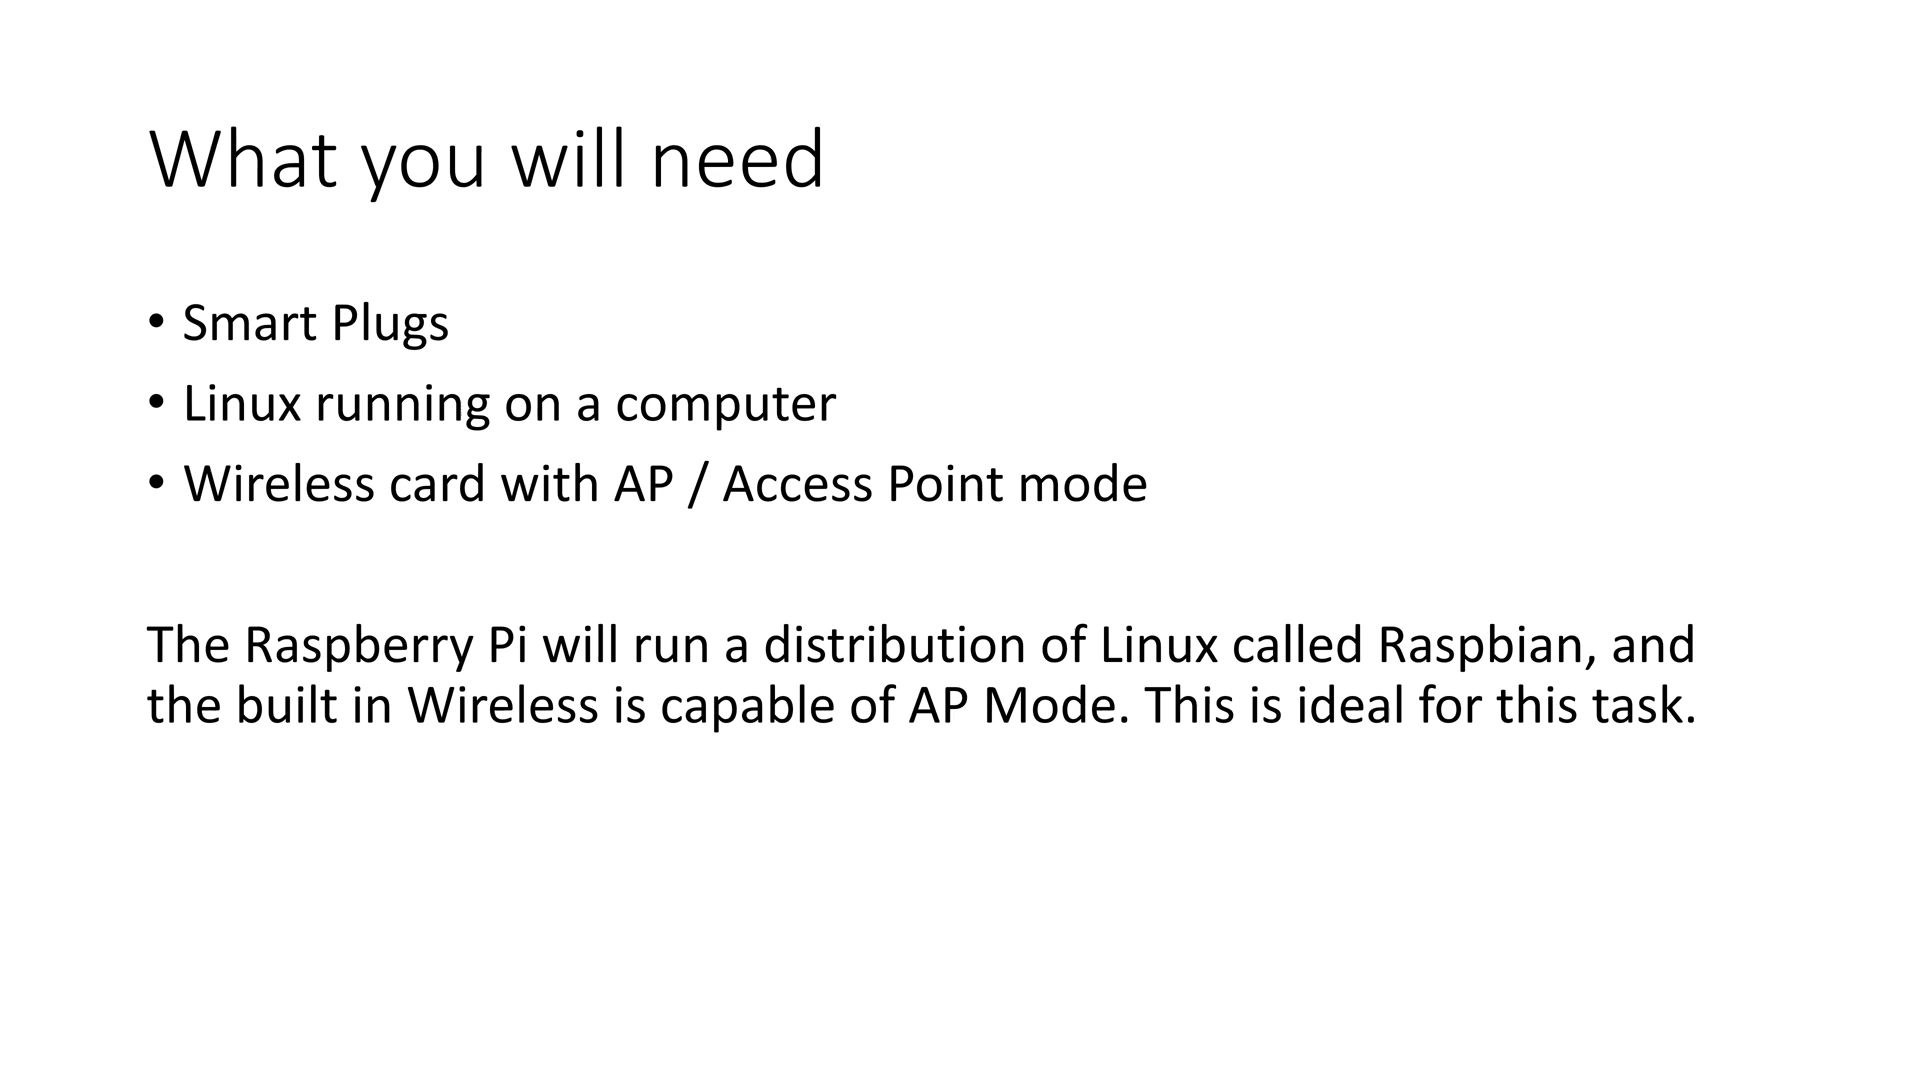 What you will need
• Smart Plugs
• Linux running on a computer
• Wireless card with AP / Access Point mode
The Raspberry Pi will run a distribution of Linux called Raspbian, and
the built in Wireless is capable of AP Mode. This is ideal for this task.